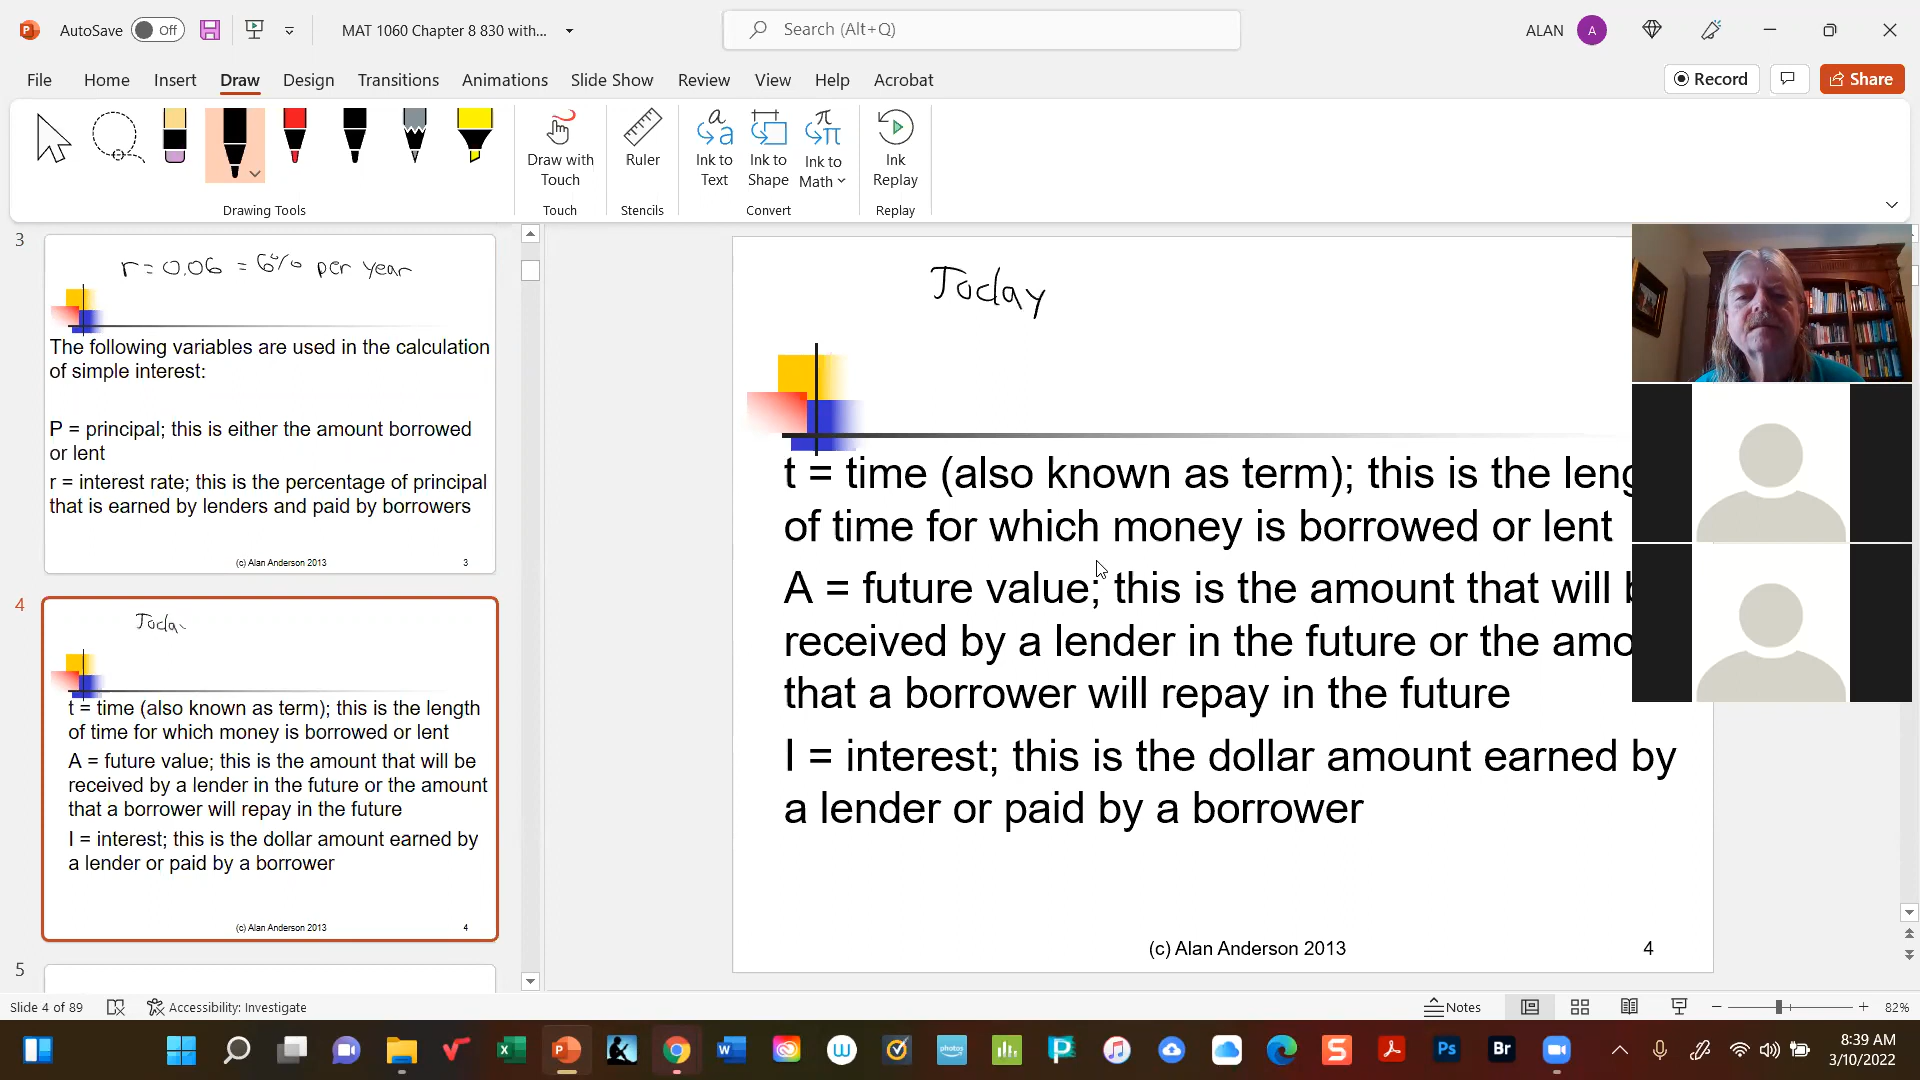 AutoSave Off MAT 1060 Chapter 8 830 with... Search (Alt+Q) ALAN A
File Home Insert Draw Design Transitions Animations Slide Show Review View Help Acrobat Record Share
Draw with Touch
Ruler
Ink to Text
Ink to Shape
Ink to Math
Ink Replay
Drawing Tools Touch Stencils Convert Replay
3
r = 0.06 = 6% per year
The following variables are used in the calculation
of simple interest:
P = principal; this is either the amount borrowed
or lent
r = interest rate; this is the percentage of principal
that is earned by lenders and paid by borrowers
(c) Alan Anderson 2013 3
4
Today
t = time (also known as term); this is the length
of time for which money is borrowed or lent
A = future value; this is the amount that will be
received by a lender in the future or the amount
that a borrower will repay in the future
I = interest; this is the dollar amount earned by
a lender or paid by a borrower
(c) Alan Anderson 2013 4
5
Today
t = time (also known as term); this is the leng
of time for which money is borrowed or lent
A = future value; this is the amount that will b
received by a lender in the future or the amo
that a borrower will repay in the future
I = interest; this is the dollar amount earned by
a lender or paid by a borrower
(c) Alan Anderson 2013 4
Slide 4 of 89 Accessibility: Investigate Notes 82%
photos Ps Br
8:39 AM
3/10/2022